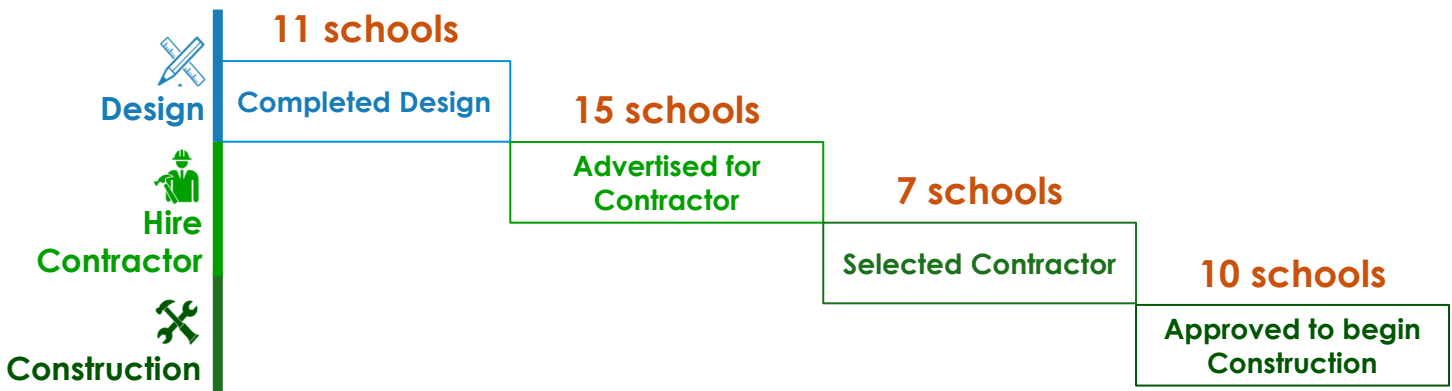 11 schools
Design
Completed Design
15 schools
Advertised for
Contractor
Hire
Contractor
7 schools
Selected Contractor
10 schools
Approved to begin
Construction
Construction